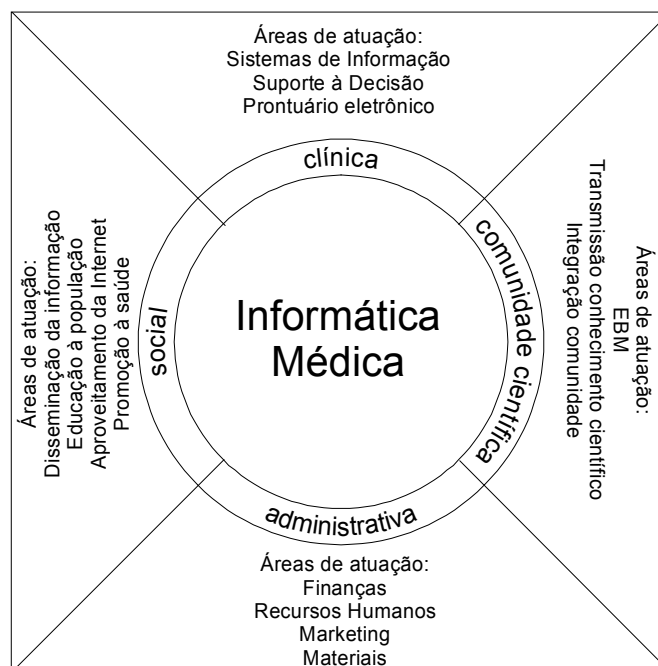 Áreas de atuação:
Sistemas de Informação
Suporte à Decisão
Prontuário eletrônico
clínica
Áreas de atuação:
Disseminação da informação
Educação à população
Aproveitamento da Internet
Promoção à saúde
social
Informática
Médica
comunidade científica
Áreas de atuação:
EBM
Transmissão conhecimento científico
Integração comunidade
administrativa
Áreas de atuação:
Finanças
Recursos Humanos
Marketing
Materiais